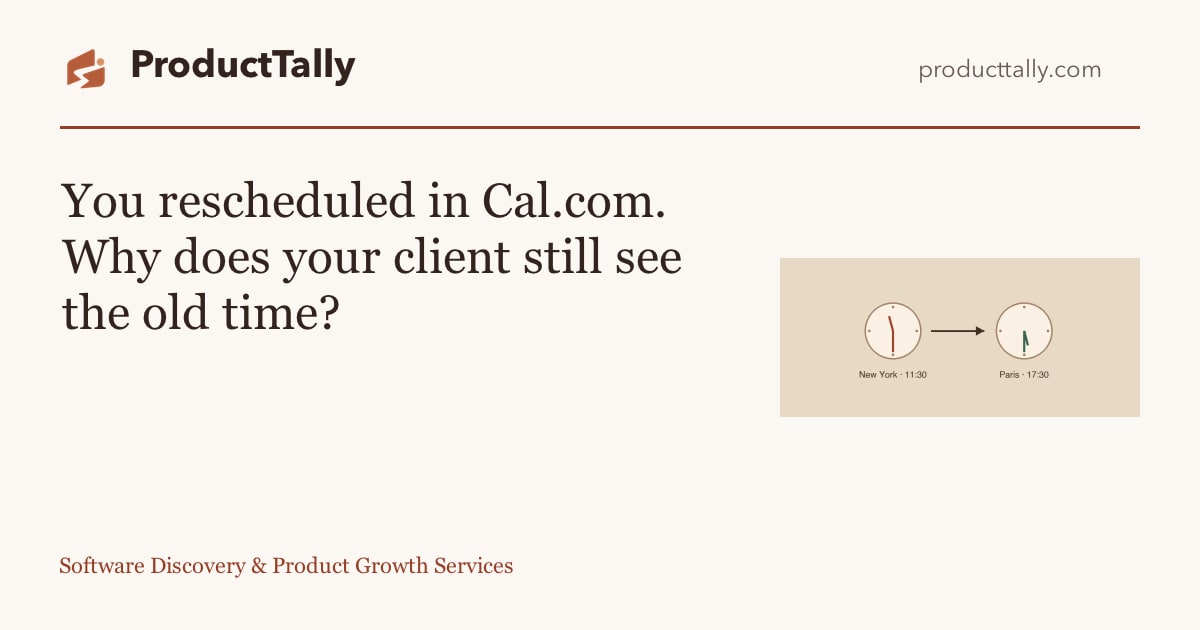 ProductTally
producttally.com
You rescheduled in Cal.com.
Why does your client still see
the old time?
New York · 11:30
Paris · 17:30
Software Discovery & Product Growth Services